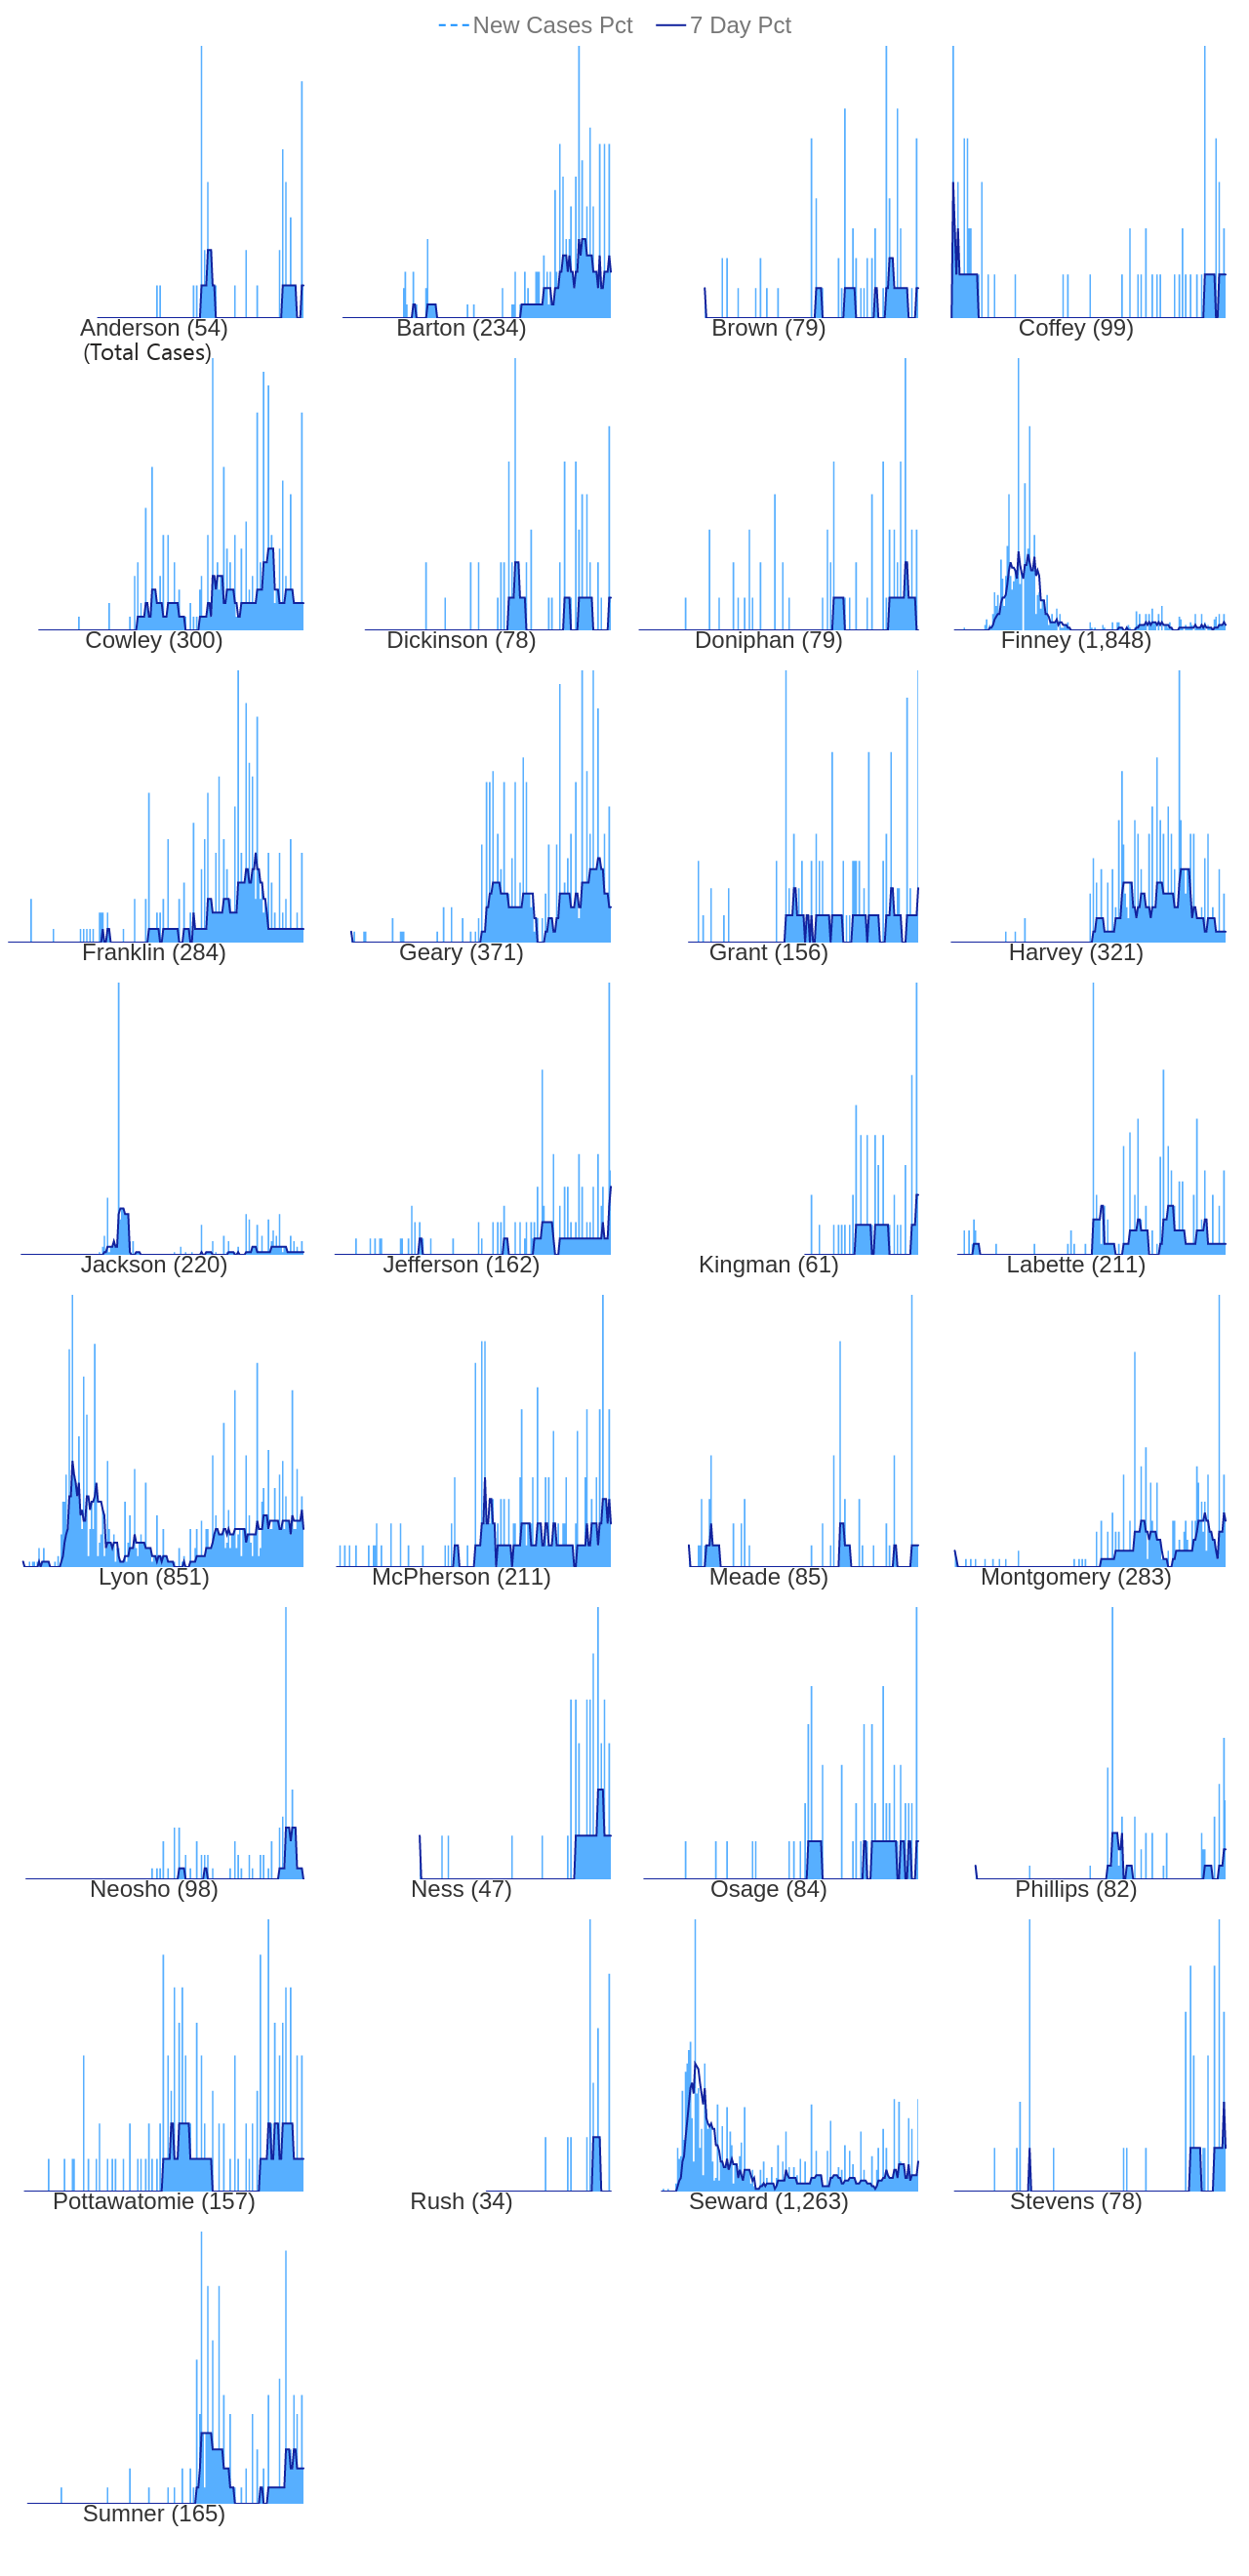 New Cases Pct 7 Day Pct
Anderson (54) Barton (234) Brown (79) Coffey (99)
(Total Cases)
Cowley (300) Dickinson (78) Doniphan (79) Finney (1,848)
Franklin (284) Geary (371) Grant (156) Harvey (321)
Jackson (220) Jefferson (162) Kingman (61) Labette (211)
Lyon (851) McPherson (211) Meade (85) Montgomery (283)
Neosho (98) Ness (47) Osage (84) Phillips (82)
Pottawatomie (157) Rush (34) Seward (1,263) Stevens (78)
Sumner (165)